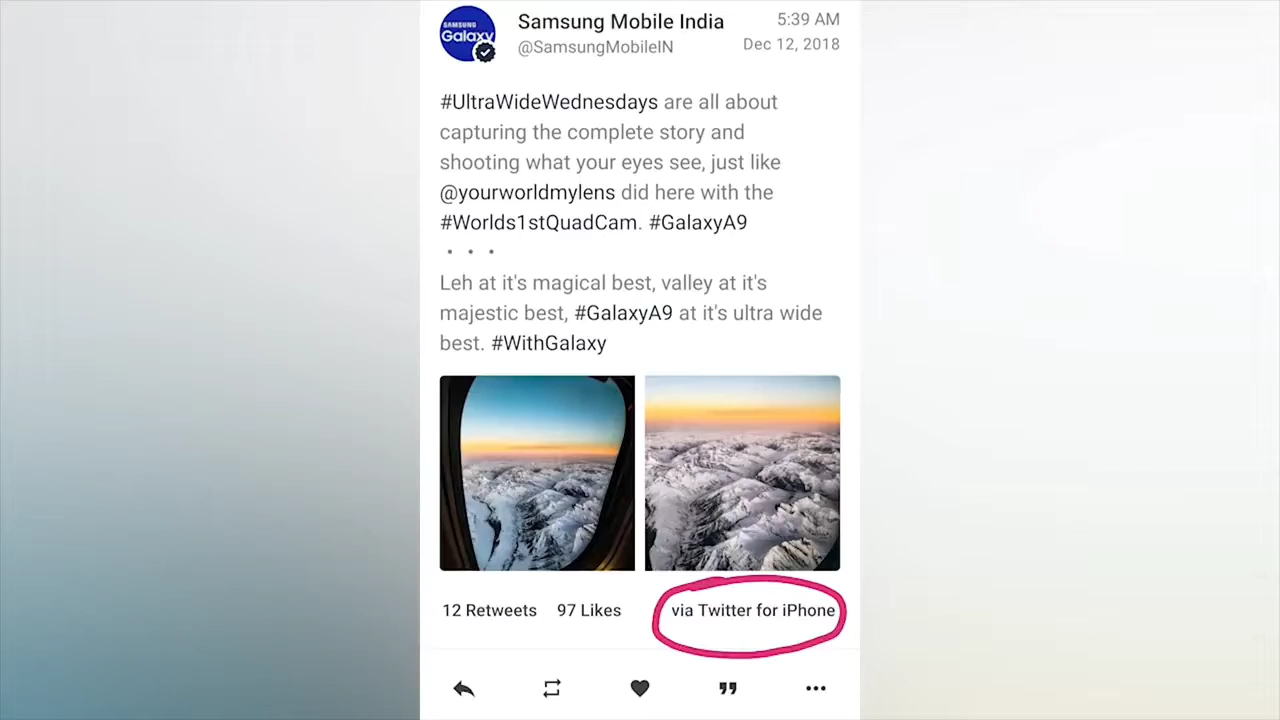 SAMSUNG
Galaxy
Samsung Mobile India
5:39 AM
@SamsungMobileIN
Dec 12, 2018
#UltraWideWednesdays are all about
capturing the complete story and
shooting what your eyes see, just like
@yourworldmylens did here with the
#Worlds1stQuadCam. #GalaxyA9
• • •
Leh at it's magical best, valley at it's
majestic best, #GalaxyA9 at it's ultra wide
best. #WithGalaxy
12 Retweets 97 Likes via Twitter for iPhone